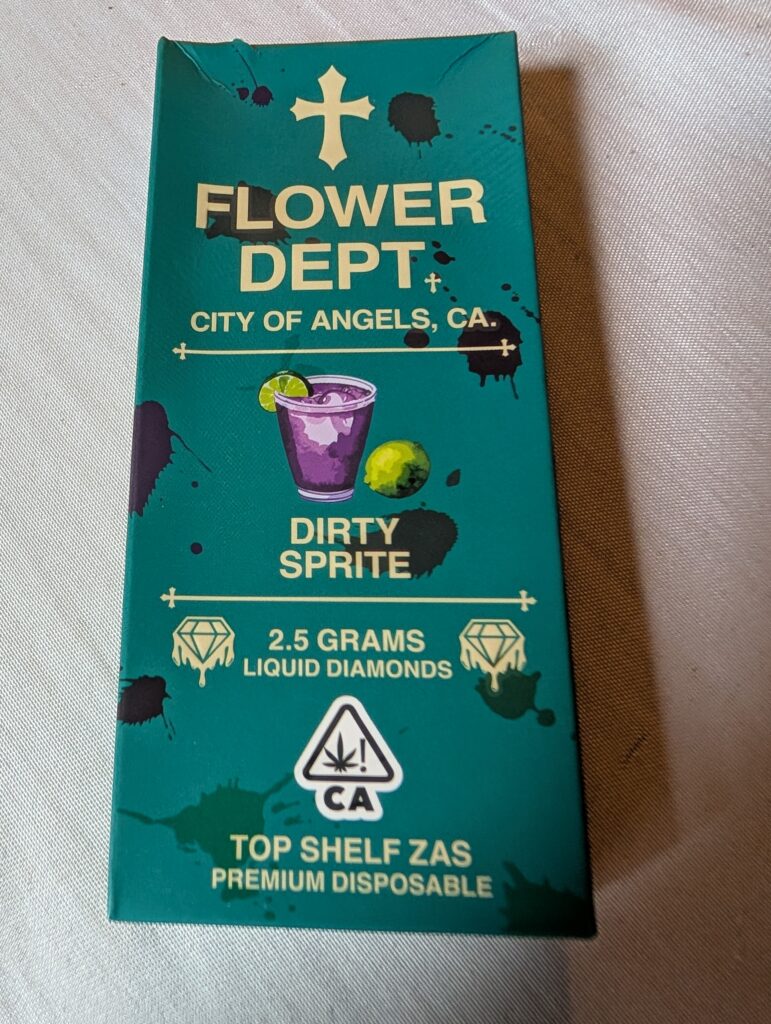 FLOWER
DEPT
CITY OF ANGELS, CA.
DIRTY
SPRITE
2.5 GRAMS
LIQUID DIAMONDS
!
CA
TOP SHELF ZAS
PREMIUM DISPOSABLE